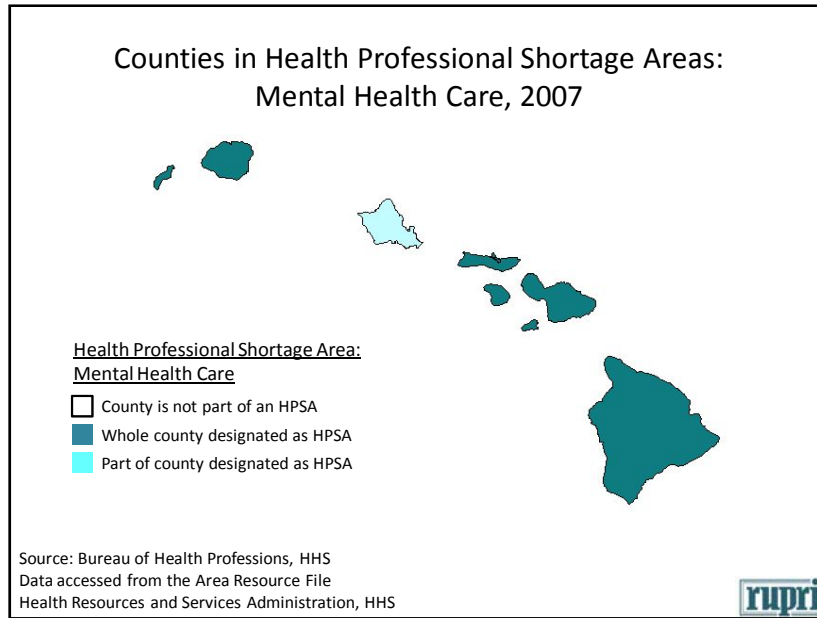 Counties in Health Professional Shortage Areas:
Mental Health Care, 2007
Health Professional Shortage Area:
Mental Health Care
County is not part of an HPSA
Whole county designated as HPSA
Part of county designated as HPSA
Source: Bureau of Health Professions, HHS
Data accessed from the Area Resource File
Health Resources and Services Administration, HHS
rupri